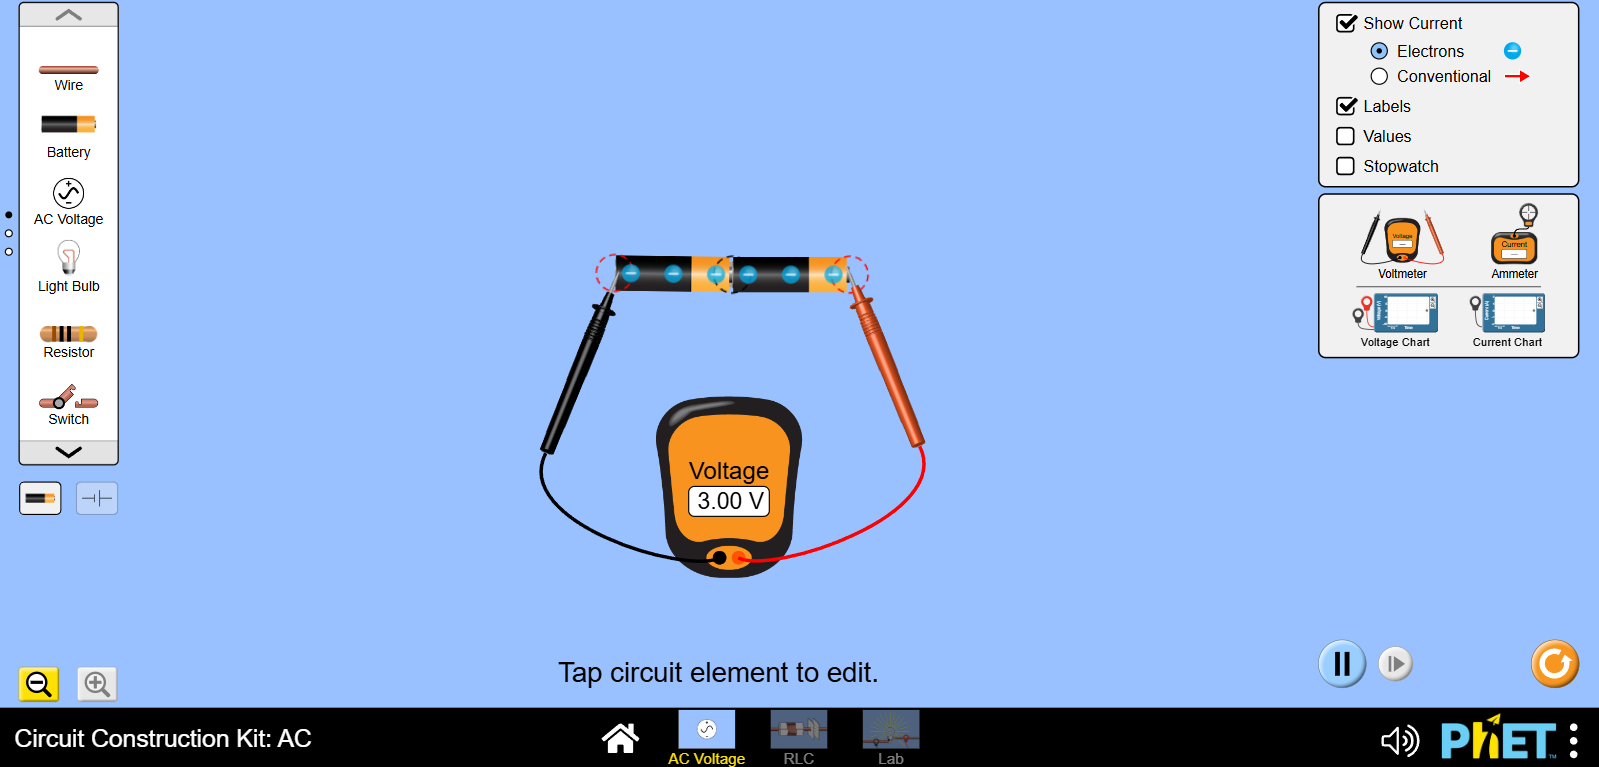 Wire
Battery
AC Voltage
Light Bulb
Resistor
Switch
Show Current
Electrons
Conventional
Labels
Values
Stopwatch
Voltage
Voltmeter
Current
Ammeter
Voltage Chart
Current Chart
Voltage
3.00 V
Tap circuit element to edit.
Circuit Construction Kit: AC
AC Voltage
RLC
Lab
PhET